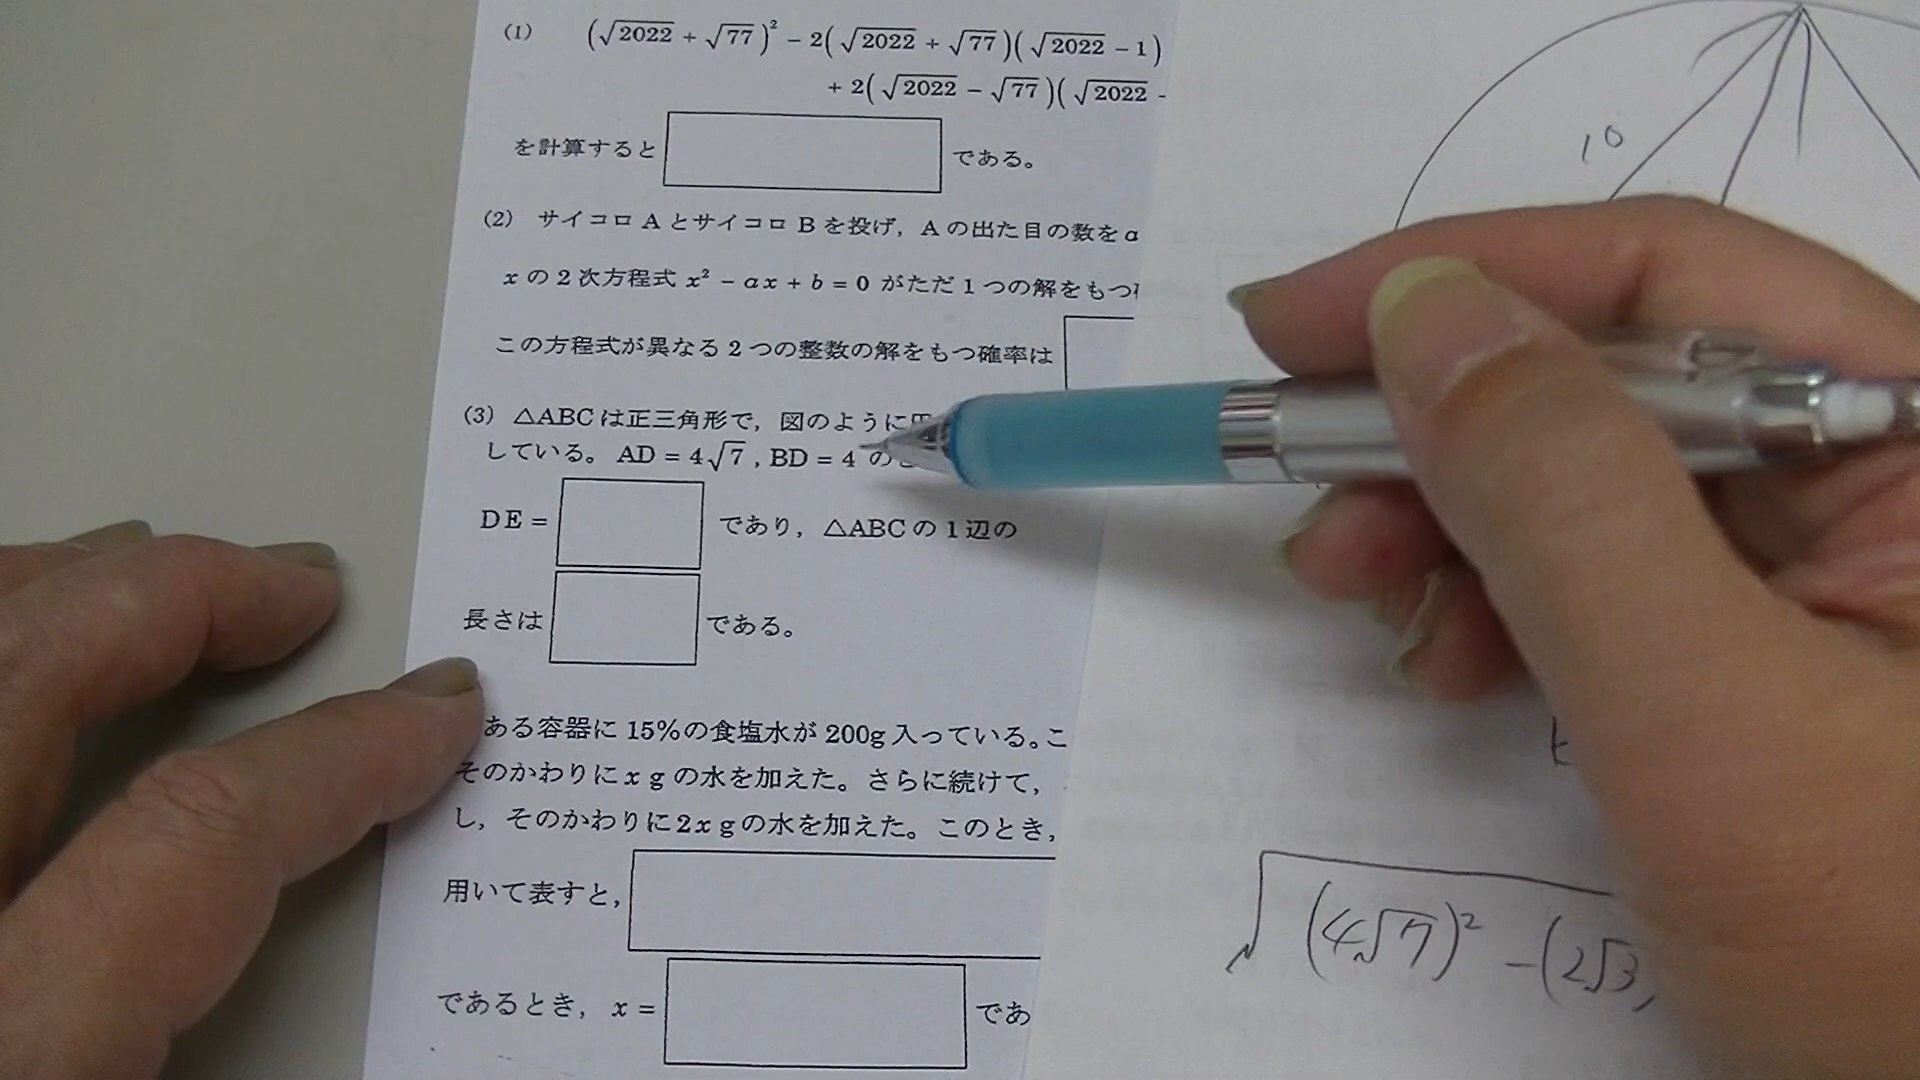 (1) (√2022 + √77)² − 2(√2022 + √77)(√2022 − 1)
+ 2(√2022 − √77)(√2022 −
を計算すると である。
(2) サイコロ A とサイコロ B を投げ, A の出た目の数を a
x の 2 次方程式 x² − ax + b = 0 がただ 1 つの解をもつ
この方程式が異なる 2 つの整数の解をもつ確率は
(3) △ABC は正三角形で, 図のように
している。 AD = 4√7 , BD = 4 の
DE = であり, △ABC の 1 辺の
長さは である。
ある容器に 15%の食塩水が 200g 入っている。こ
そのかわりに x g の水を加えた。さらに続けて,
し, そのかわりに 2x g の水を加えた。このとき,
用いて表すと,
であるとき, x = であ
10
√(4√7)² − (2√3